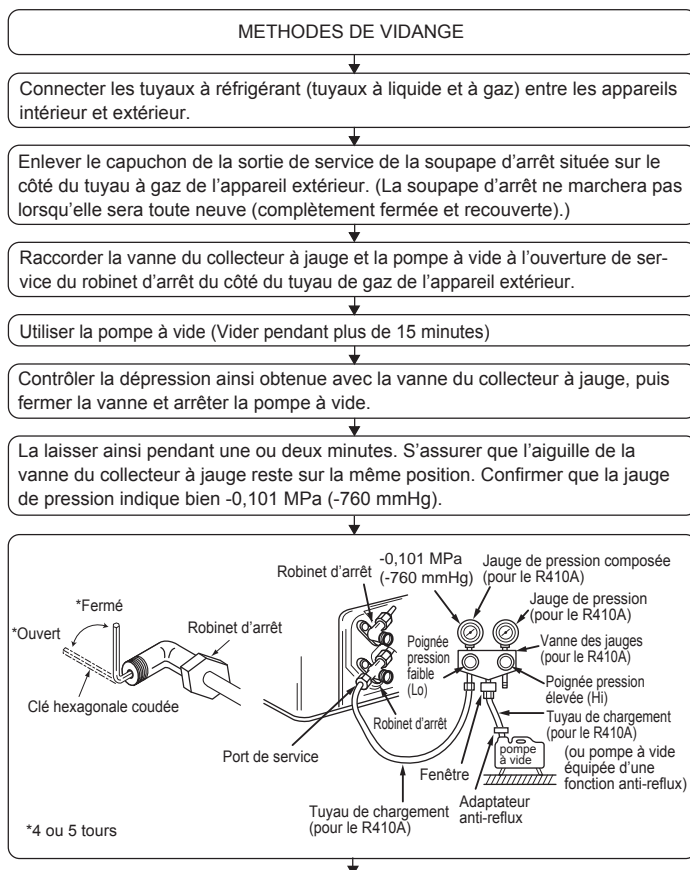 METHODES DE VIDANGE
Connecter les tuyaux à réfrigérant (tuyaux à liquide et à gaz) entre les appareils
intérieur et extérieur.
Enlever le capuchon de la sortie de service de la soupape d'arrêt située sur le
côté du tuyau à gaz de l'appareil extérieur. (La soupape d'arrêt ne marchera pas
lorsqu'elle sera toute neuve (complètement fermée et recouverte).)
Raccorder la vanne du collecteur à jauge et la pompe à vide à l'ouverture de ser-
vice du robinet d'arrêt du côté du tuyau de gaz de l'appareil extérieur.
Utiliser la pompe à vide (Vider pendant plus de 15 minutes)
Contrôler la dépression ainsi obtenue avec la vanne du collecteur à jauge, puis
fermer la vanne et arrêter la pompe à vide.
La laisser ainsi pendant une ou deux minutes. S'assurer que l'aiguille de la
vanne du collecteur à jauge reste sur la même position. Confirmer que la jauge
de pression indique bien -0,101 MPa (-760 mmHg).
*Fermé
*Ouvert
Robinet d'arrêt
Clé hexagonale coudée
*4 ou 5 tours
Robinet d'arrêt
-0,101 MPa
(-760 mmHg)
Jauge de pression composée
(pour le R410A)
Jauge de pression
(pour le R410A)
Vanne des jauges
(pour le R410A)
Poignée
pression
faible
(Lo)
Poignée pression
élevée (Hi)
Robinet d'arrêt
Port de service
Tuyau de chargement
(pour le R410A)
Fenêtre
pompe
à vide
(ou pompe à vide
équipée d'une
fonction anti-reflux)
Adaptateur
anti-reflux
Tuyau de chargement
(pour le R410A)